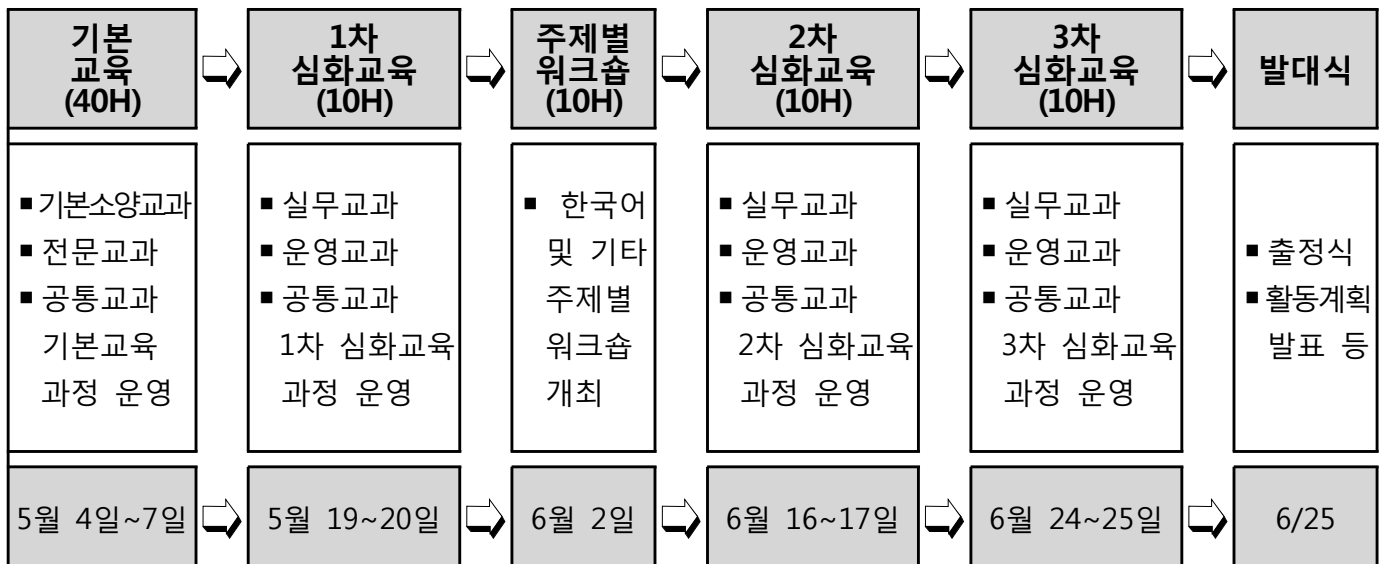 기본
교육
(40H)
1차
심화교육
(10H)
주제별
워크숍
(10H)
2차
심화교육
(10H)
3차
심화교육
(10H)
발대식
▪기본소양교과
▪전문교과
▪공통교과
기본교육
과정 운영
▪실무교과
▪운영교과
▪공통교과
1차 심화교육
과정 운영
▪ 한국어
및 기타
주제별
워크숍
개최
▪실무교과
▪운영교과
▪공통교과
2차 심화교육
과정 운영
▪실무교과
▪운영교과
▪공통교과
3차 심화교육
과정 운영
▪출정식
▪활동계획
발표 등
5월 4일~7일
5월 19~20일
6월 2일
6월 16~17일
6월 24~25일
6/25